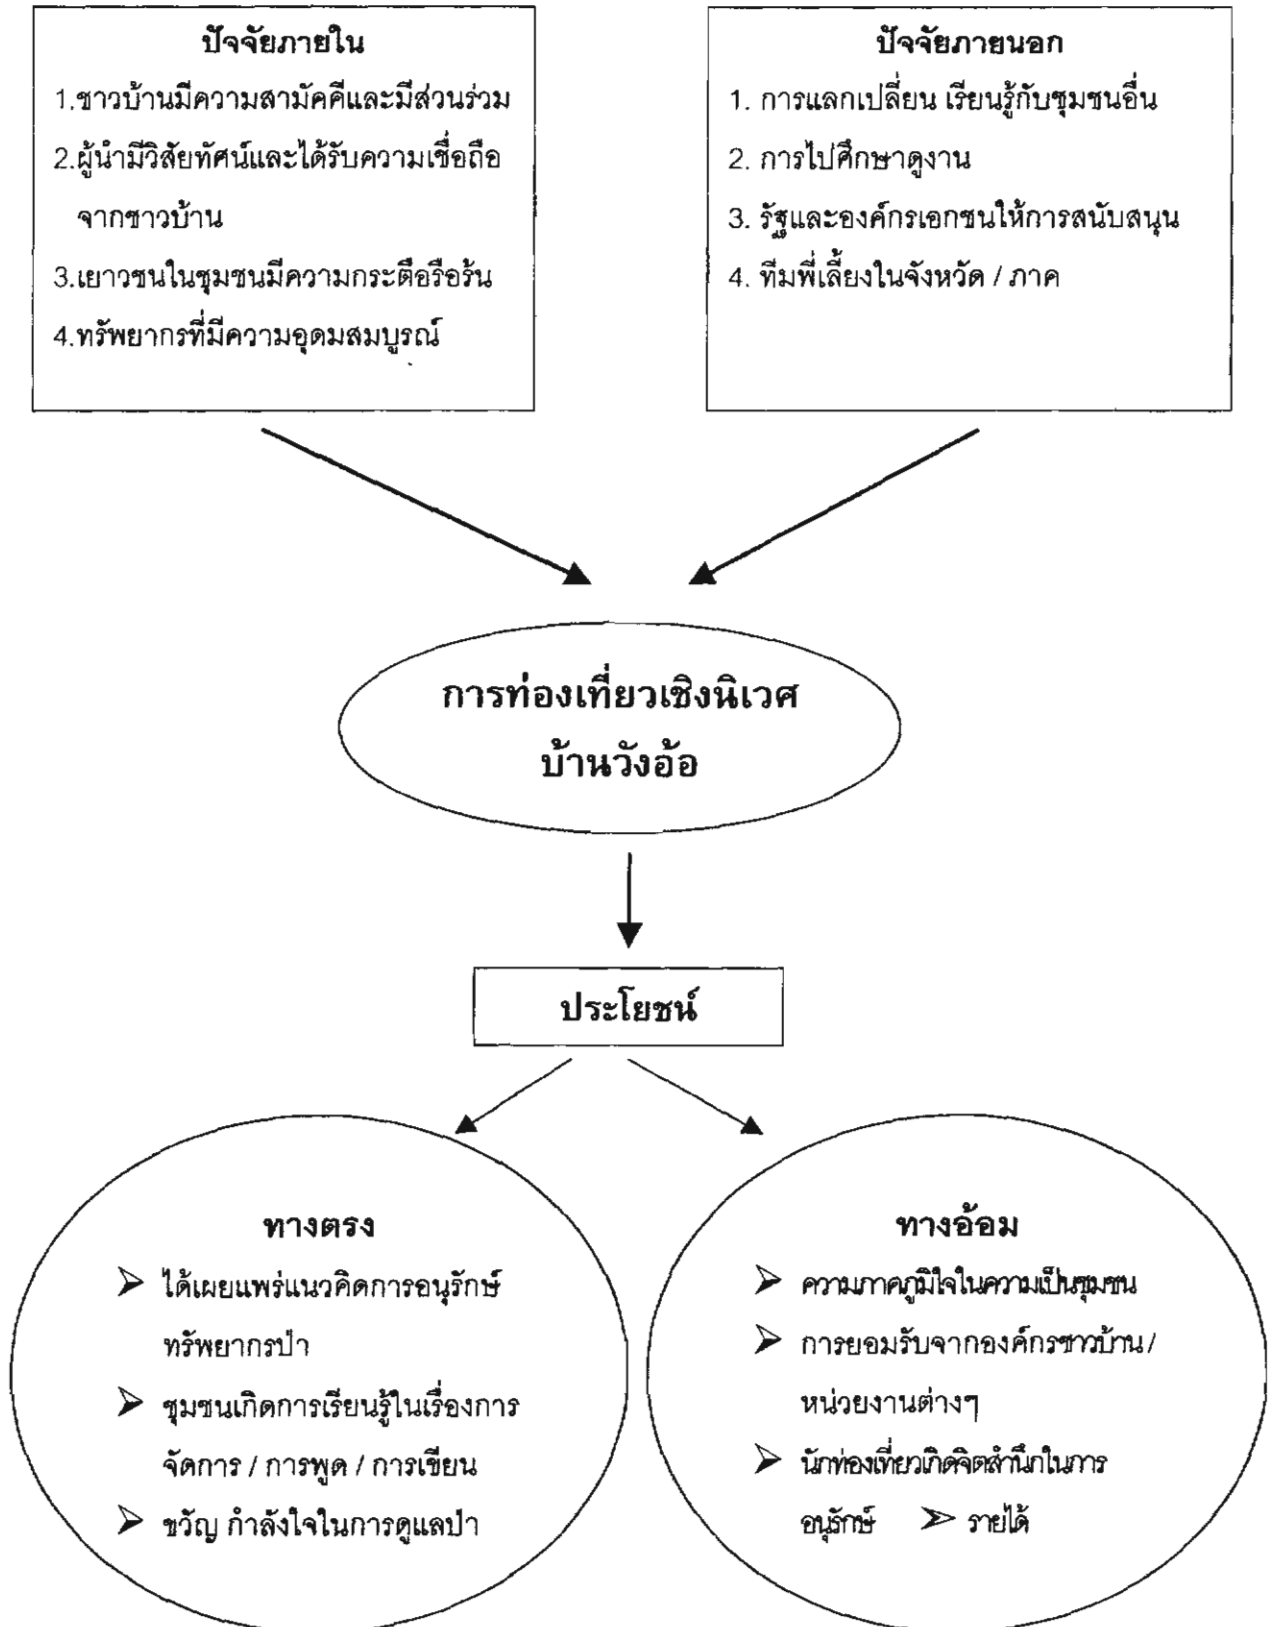 ปัจจัยภายใน
1.ชาวบ้านมีความสามัคคีและมีส่วนร่วม
2.ผู้นำมีวิสัยทัศน์และได้รับความเชื่อถือ
จากชาวบ้าน
3.เยาวชนในชุมชนมีความกระตือรือร้น
4.ทรัพยากรที่มีความอุดมสมบูรณ์
ปัจจัยภายนอก
1. การแลกเปลี่ยน เรียนรู้กับชุมชนอื่น
2. การไปศึกษาดูงาน
3. รัฐและองค์กรเอกชนให้การสนับสนุน
4. ทีมพี่เลี้ยงในจังหวัด / ภาค
การท่องเที่ยวเชิงนิเวศ
บ้านวังอ้อ
ประโยชน์
ทางตรง
➢ ได้เผยแพร่แนวคิดการอนุรักษ์
ทรัพยากรป่า
➢ ชุมชนเกิดการเรียนรู้ในเรื่องการ
จัดการ / การพูด / การเขียน
➢ ขวัญ กำลังใจในการดูแลป่า
ทางอ้อม
➢ ความภาคภูมิใจในความเป็นชุมชน
➢ การยอมรับจากองค์กรชาวบ้าน /
หน่วยงานต่างๆ
➢ นักท่องเที่ยวเกิดจิตสำนึกในการ
อนุรักษ์ ➢ รายได้